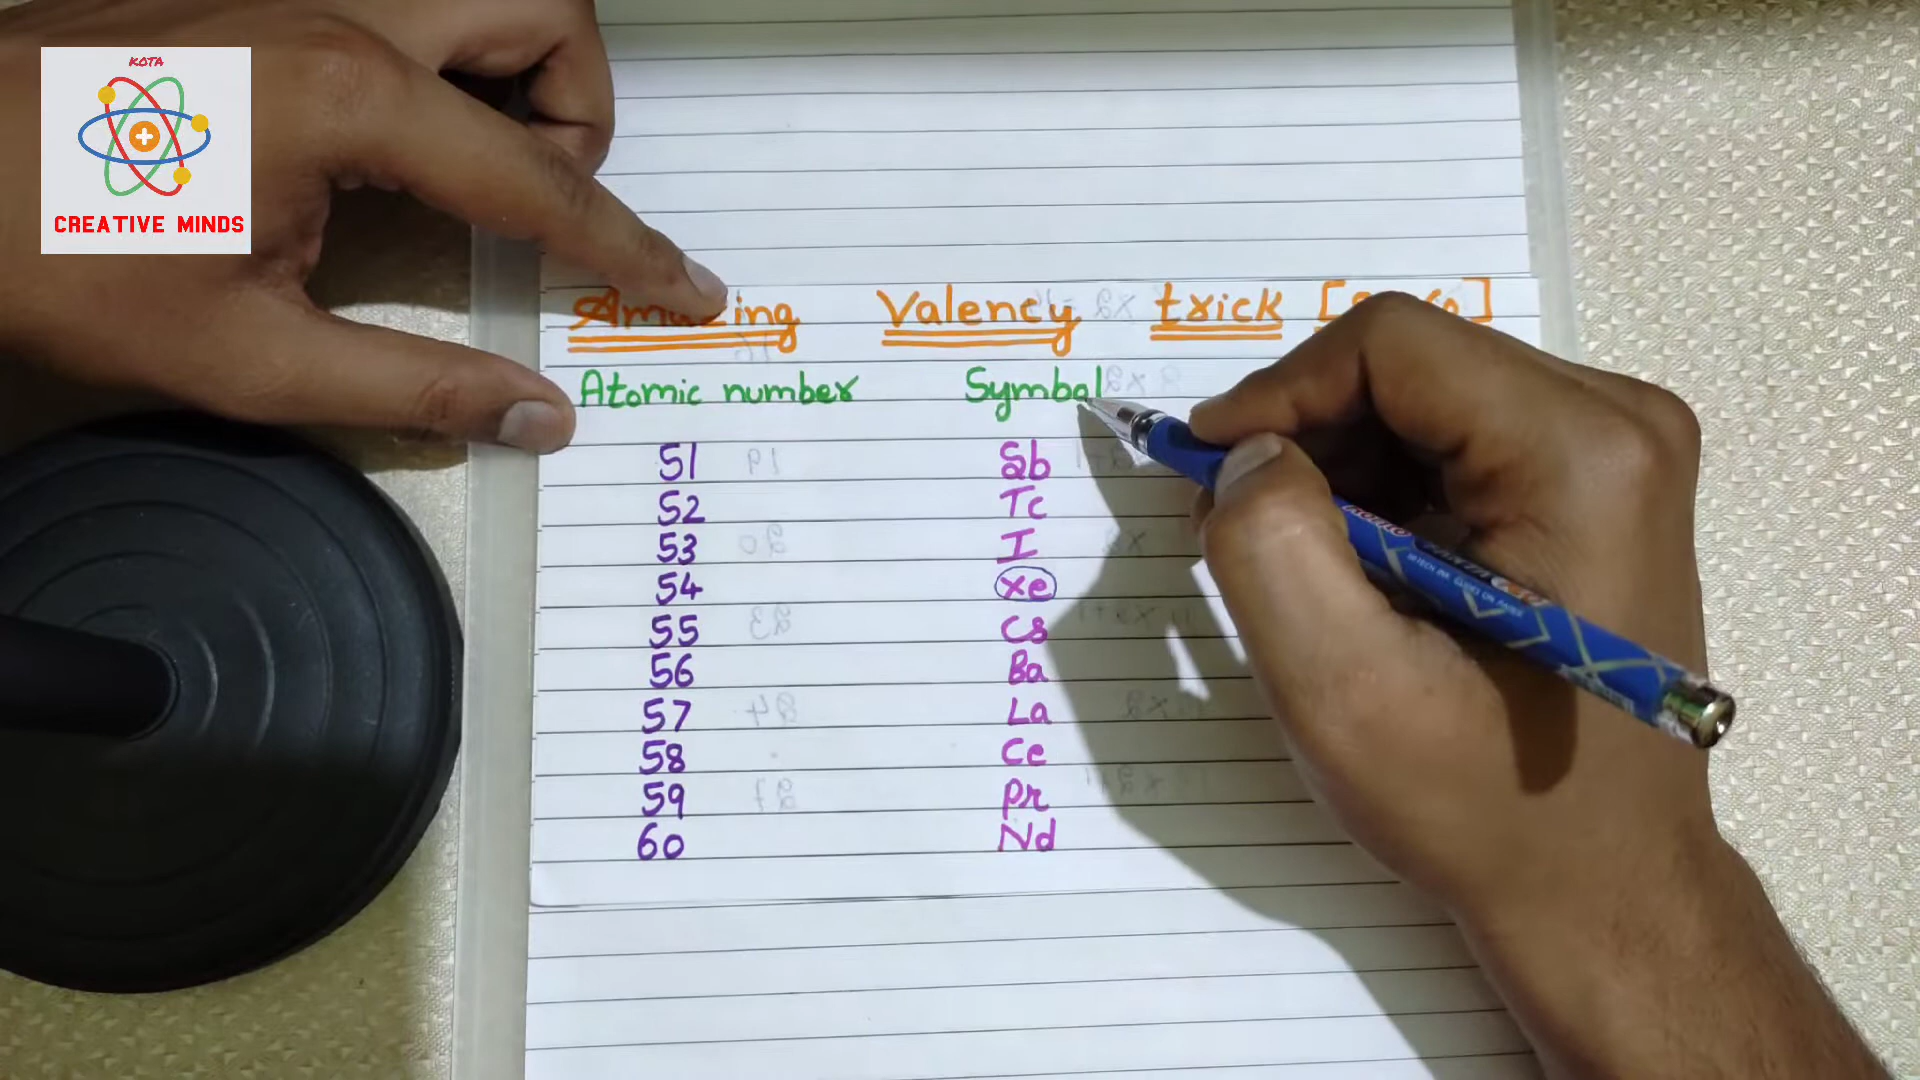 KOTA
CREATIVE MINDS
Amazing Valency trick
Atomic number Symbol
51 Sb
52 Tc
53 I
54 Xe
55 Cs
56 Ba
57 La
58 Ce
59 Pr
60 Nd